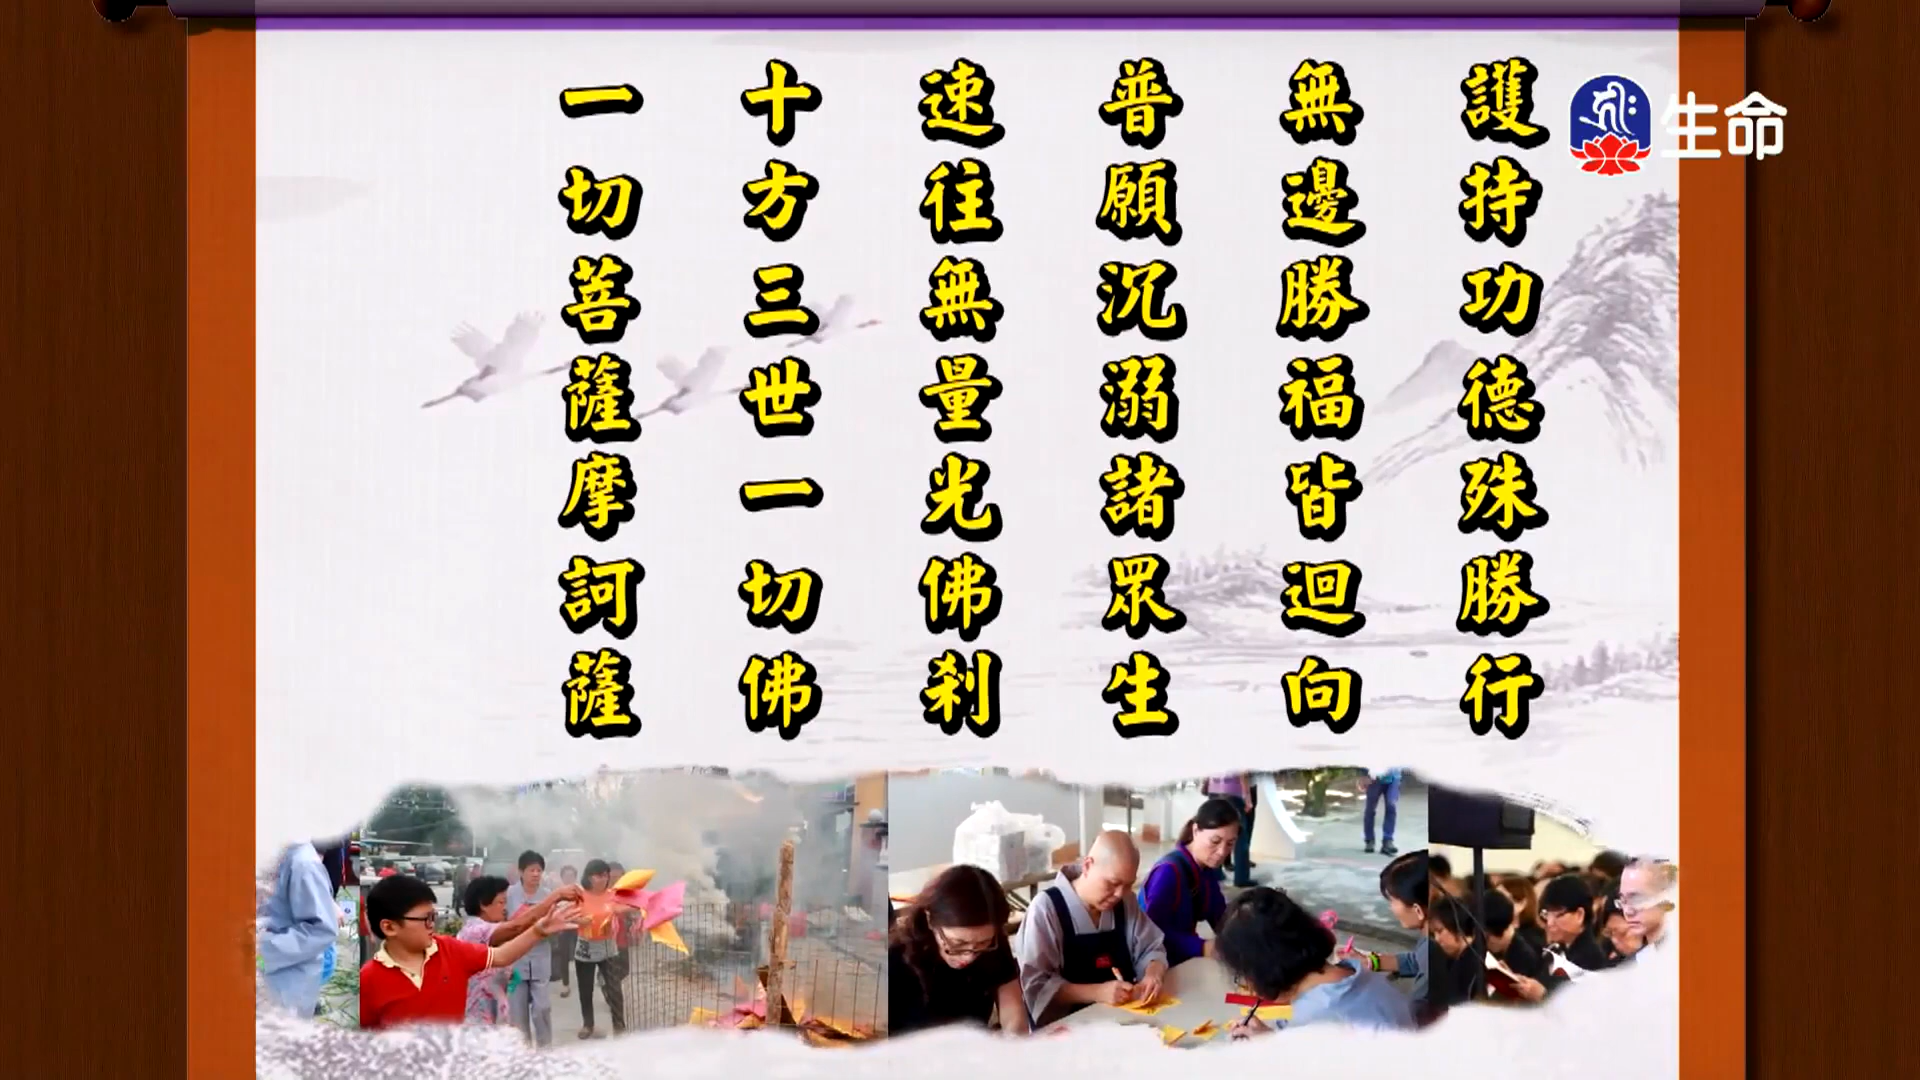 護持功德殊勝行
無邊勝福皆迴向
普願沉溺諸眾生
速往無量光佛剎
十方三世一切佛
一切菩薩摩訶薩
生命